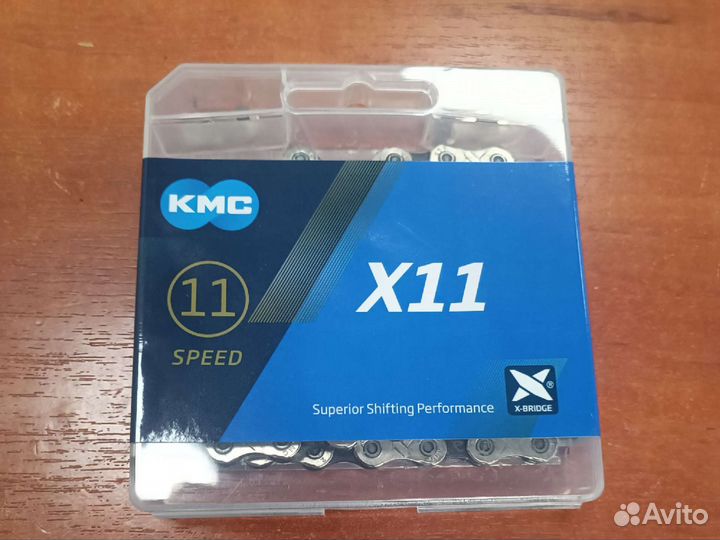 KMC
11
SPEED
X11
Superior Shifting Performance
X-BRIDGE
®
Avito